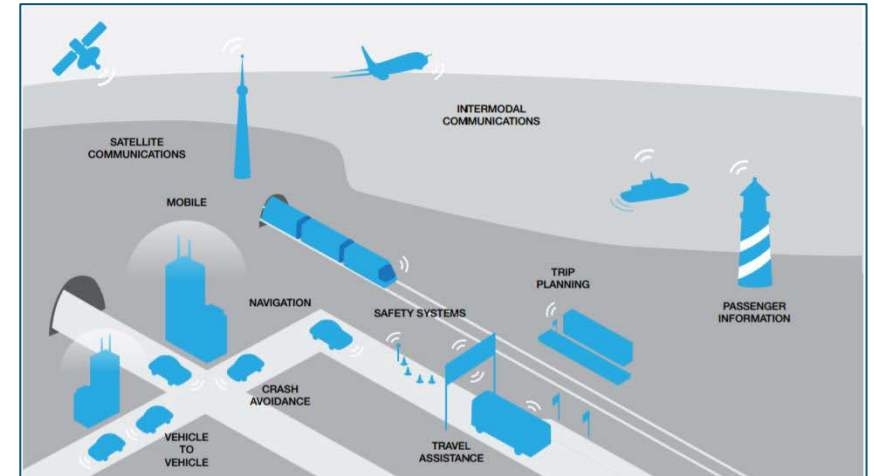 INTERMODAL
COMMUNICATIONS
SATELLITE
COMMUNICATIONS
MOBILE
TRIP
PLANNING
NAVIGATION
SAFETY SYSTEMS
PASSENGER
INFORMATION
CRASH
AVOIDANCE
VEHICLE
TO
VEHICLE
TRAVEL
ASSISTANCE